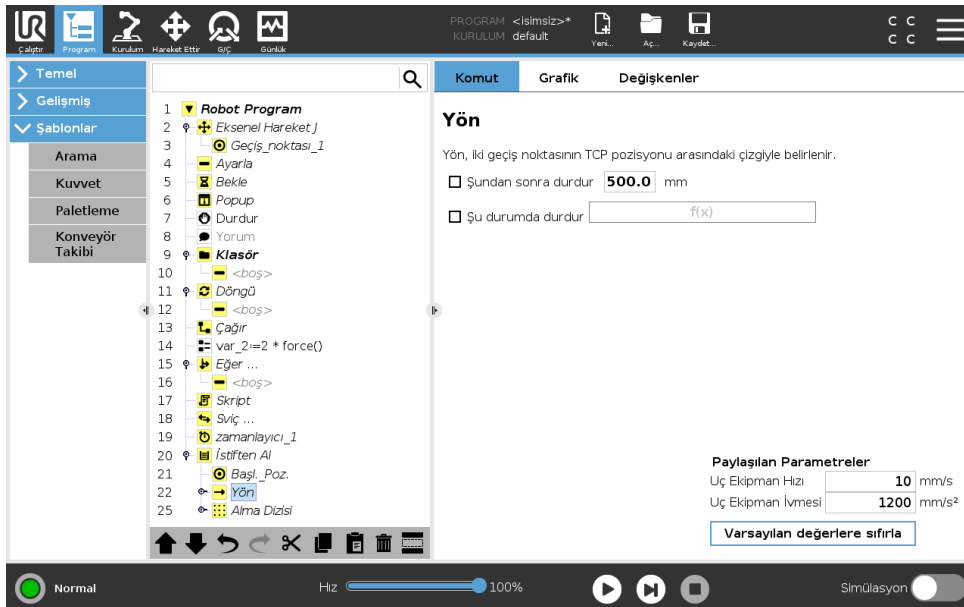 PROGRAM <isimsiz>*
KURULUM default
Çalıştır
Program
Kurulum
Hareket Ettir
G/Ç
Günlük
Yeni...
Aç...
Kaydet...
C C
C C
Temel
Gelişmiş
Şablonlar
Arama
Kuvvet
Paletleme
Konveyör
Takibi
1 Robot Program
2 Eksenel Hareket J
3 Geçiş_noktası_1
4 Ayarla
5 Bekle
6 Popup
7 Durdur
8 Yorum
9 Klasör
10 <boş>
11 Döngü
12 <boş>
13 Çağır
14 var_2:=2 * force()
15 Eğer ...
16 <boş>
17 Skript
18 Sviç ...
19 zamanlayıcı_1
20 İstiften Al
21 Başl._Poz.
22 Yön
25 Alma Dizisi
Komut
Grafik
Değişkenler
Yön
Yön, iki geçiş noktasının TCP pozisyonu arasındaki çizgiyle belirlenir.
Şundan sonra durdur 500.0 mm
Şu durumda durdur f(x)
Paylaşılan Parametreler
Uç Ekipman Hızı 10 mm/s
Uç Ekipman İvmesi 1200 mm/s²
Varsayılan değerlere sıfırla
Normal
Hız 100%
Simülasyon